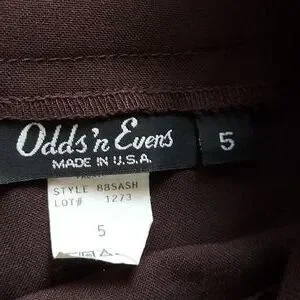 Odds'n Evens
MADE IN U.S.A.
5
STYLE 88SASH
LOT# 1273
5